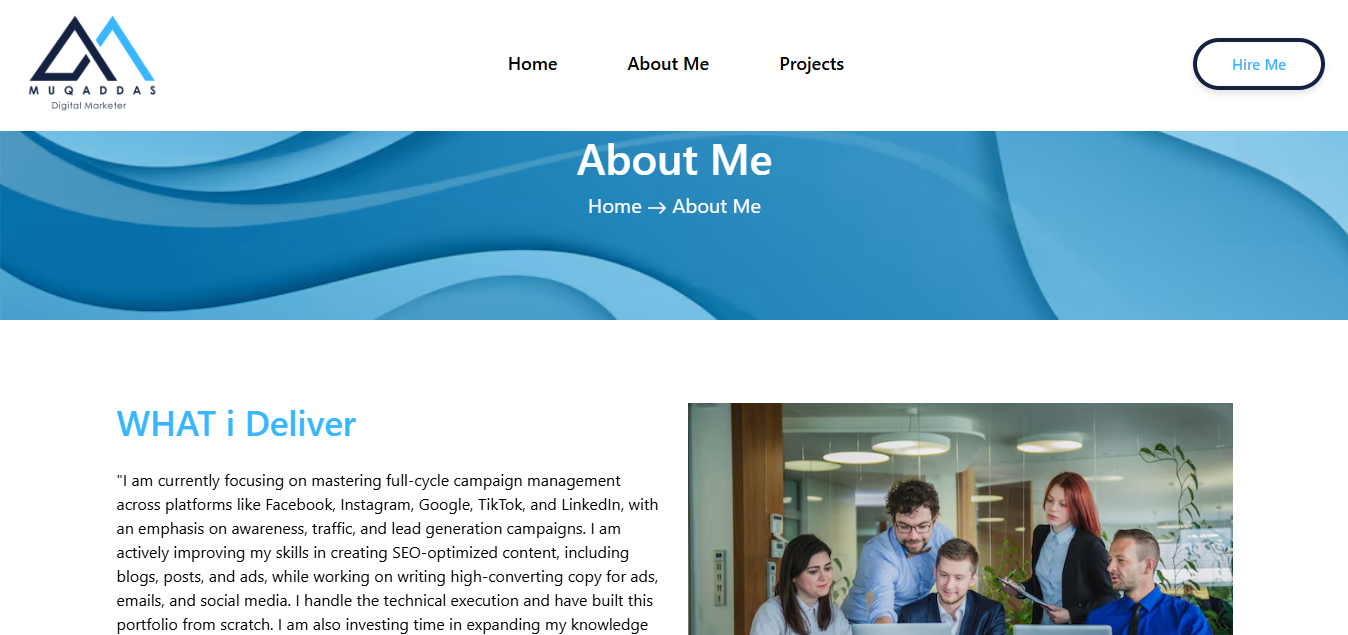 MUQADDAS
Digital Marketer
Home
About Me
Projects
Hire Me
About Me
Home → About Me
WHAT i Deliver
"I am currently focusing on mastering full-cycle campaign management
across platforms like Facebook, Instagram, Google, TikTok, and LinkedIn, with
an emphasis on awareness, traffic, and lead generation campaigns. I am
actively improving my skills in creating SEO-optimized content, including
blogs, posts, and ads, while working on writing high-converting copy for ads,
emails, and social media. I handle the technical execution and have built this
portfolio from scratch. I am also investing time in expanding my knowledge